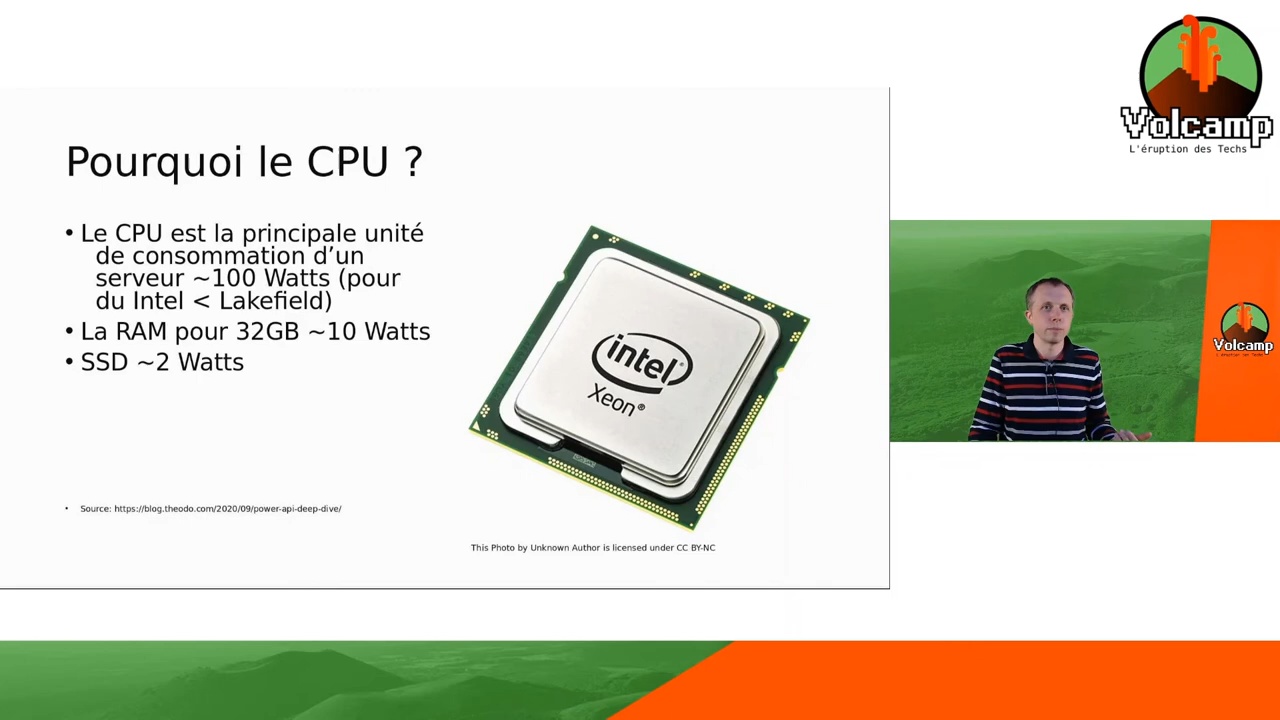 Pourquoi le CPU ?
• Le CPU est la principale unité
de consommation d’un
serveur ~100 Watts (pour
du Intel < Lakefield)
• La RAM pour 32GB ~10 Watts
• SSD ~2 Watts
• Source: https://blog.theodo.com/2020/09/power-api-deep-dive/
intel
Xeon®
This Photo by Unknown Author is licensed under CC BY-NC
Volcamp
L'éruption des Techs
Volcamp
L'éruption des Techs